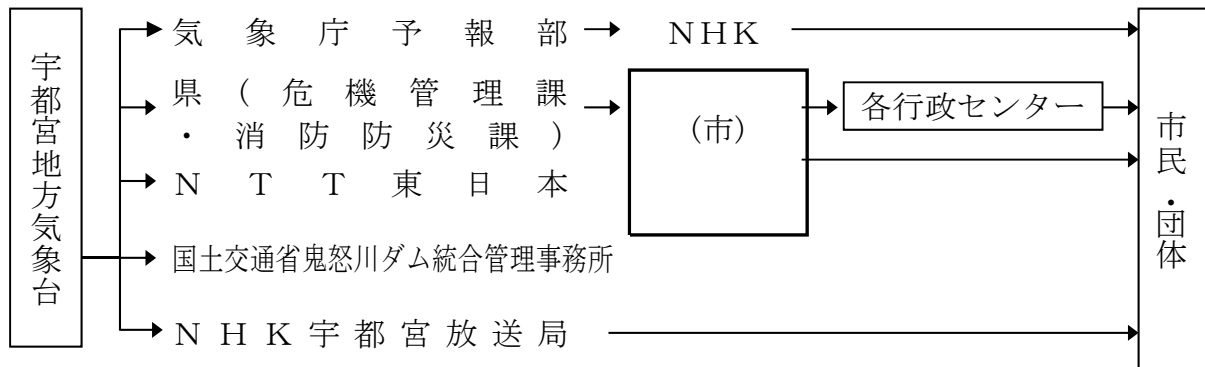 宇都宮地方気象台
気象庁予報部
NHK
県(危機管理課
・消防防災課)
(市)
各行政センター
NTT東日本
国土交通省鬼怒川ダム統合管理事務所
NHK宇都宮放送局
市民・団体